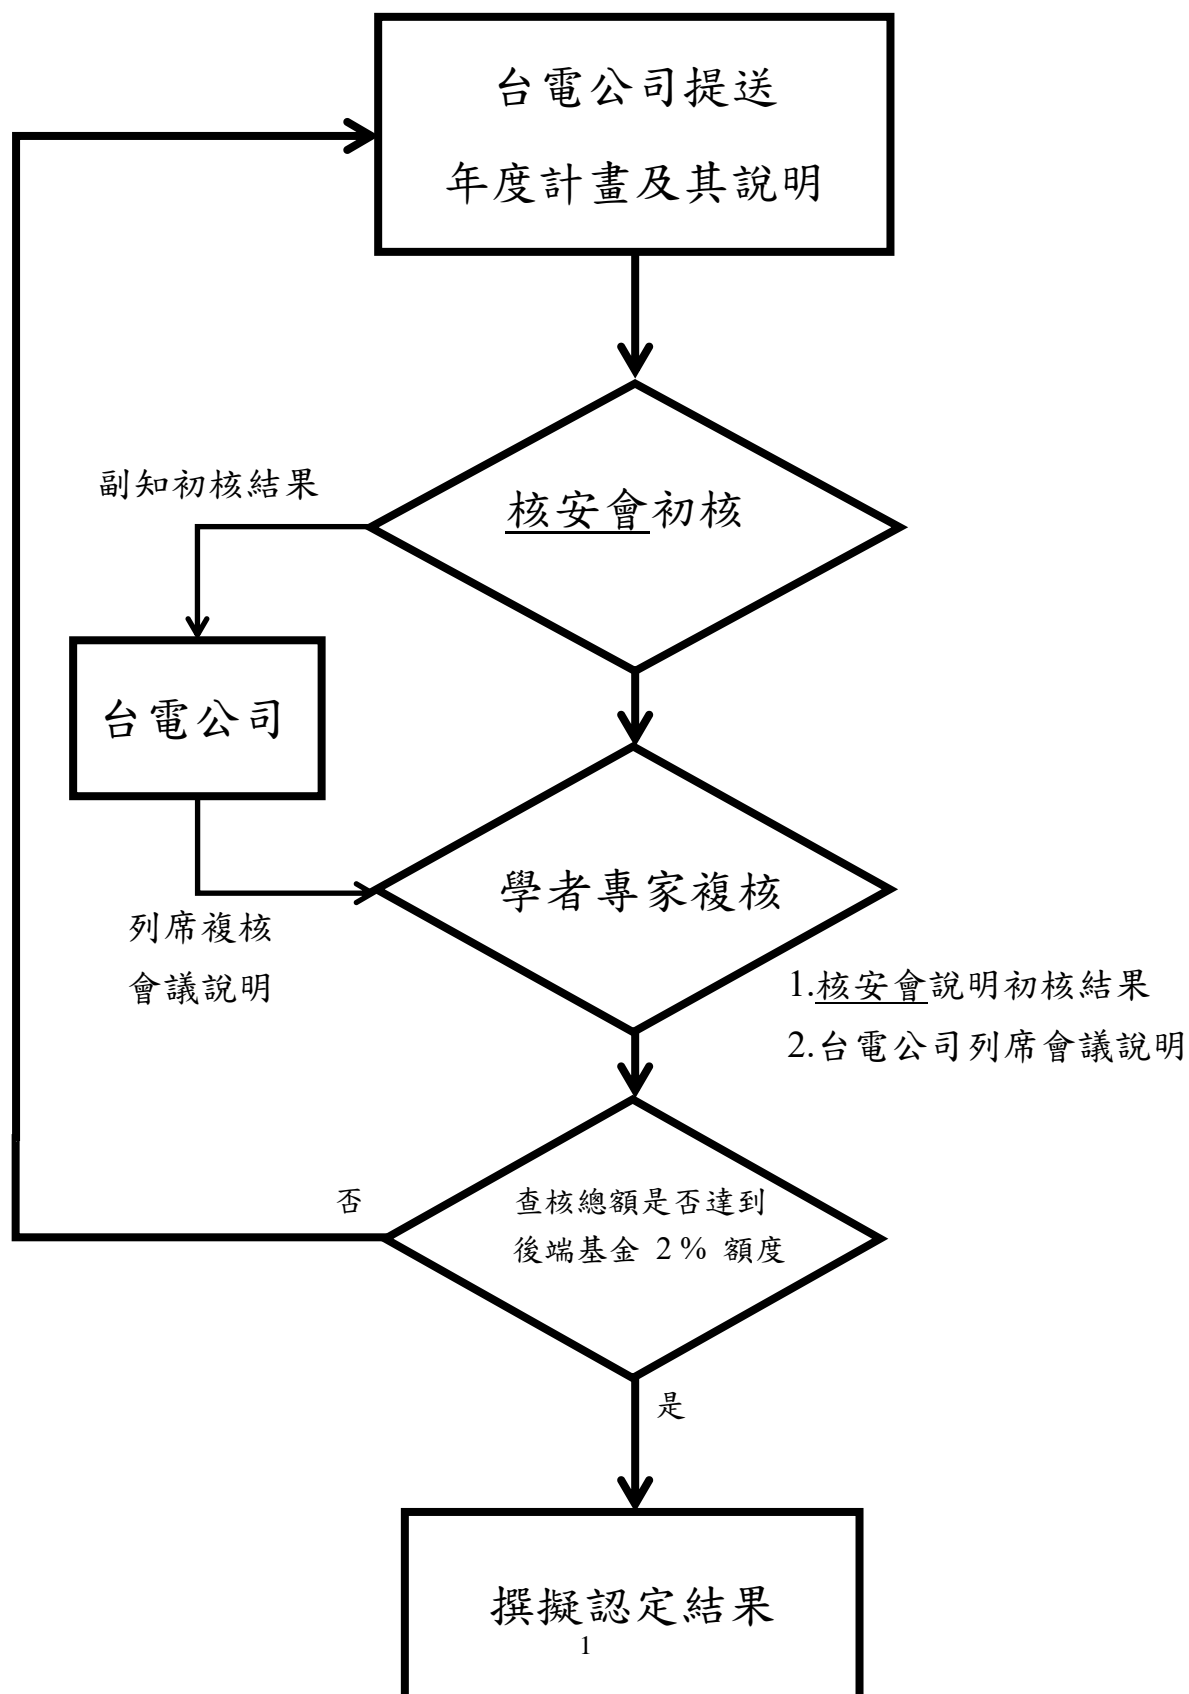 台電公司提送
年度計畫及其說明
副知初核結果
核安會初核
台電公司
學者專家複核
列席複核
會議說明
1.核安會說明初核結果
2.台電公司列席會議說明
否
查核總額是否達到
後端基金 2% 額度
是
撰擬認定結果
1